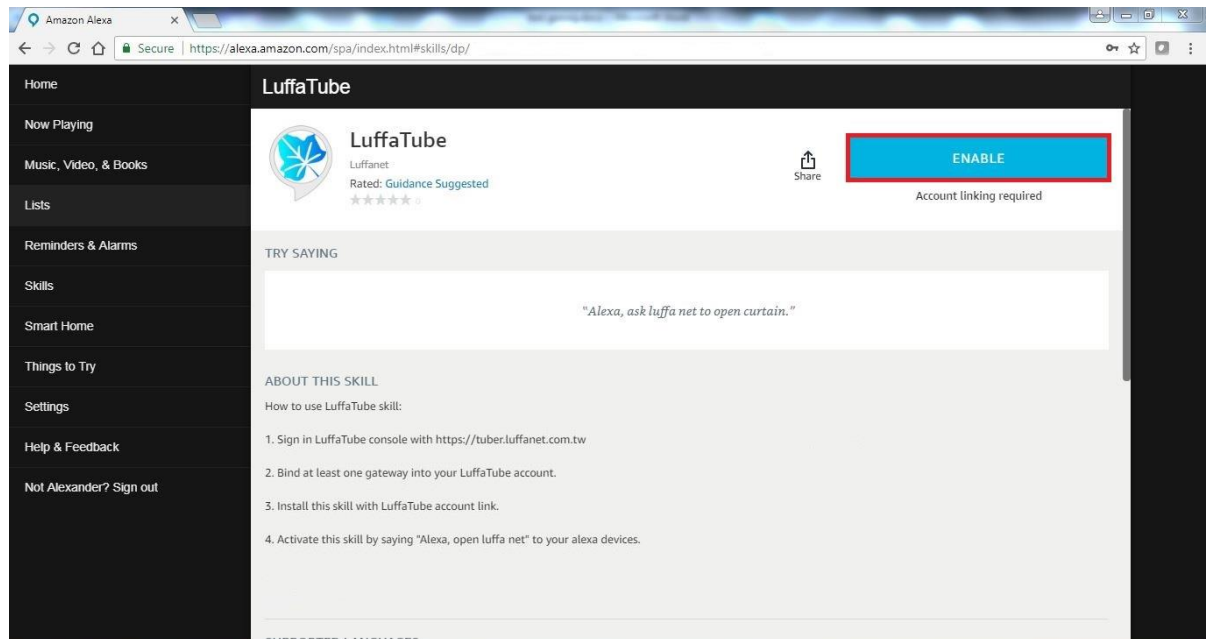 Amazon Alexa
Secure | https://alexa.amazon.com/spa/index.html#skills/dp/
Home
Now Playing
Music, Video, & Books
Lists
Reminders & Alarms
Skills
Smart Home
Things to Try
Settings
Help & Feedback
Not Alexander? Sign out
LuffaTube
LuffaTube
Luffanet
Rated: Guidance Suggested
0
Share
ENABLE
Account linking required
TRY SAYING
"Alexa, ask luffa net to open curtain."
ABOUT THIS SKILL
How to use LuffaTube skill:
1. Sign in LuffaTube console with https://tuber.luffanet.com.tw
2. Bind at least one gateway into your LuffaTube account.
3. Install this skill with LuffaTube account link.
4. Activate this skill by saying "Alexa, open luffa net" to your alexa devices.